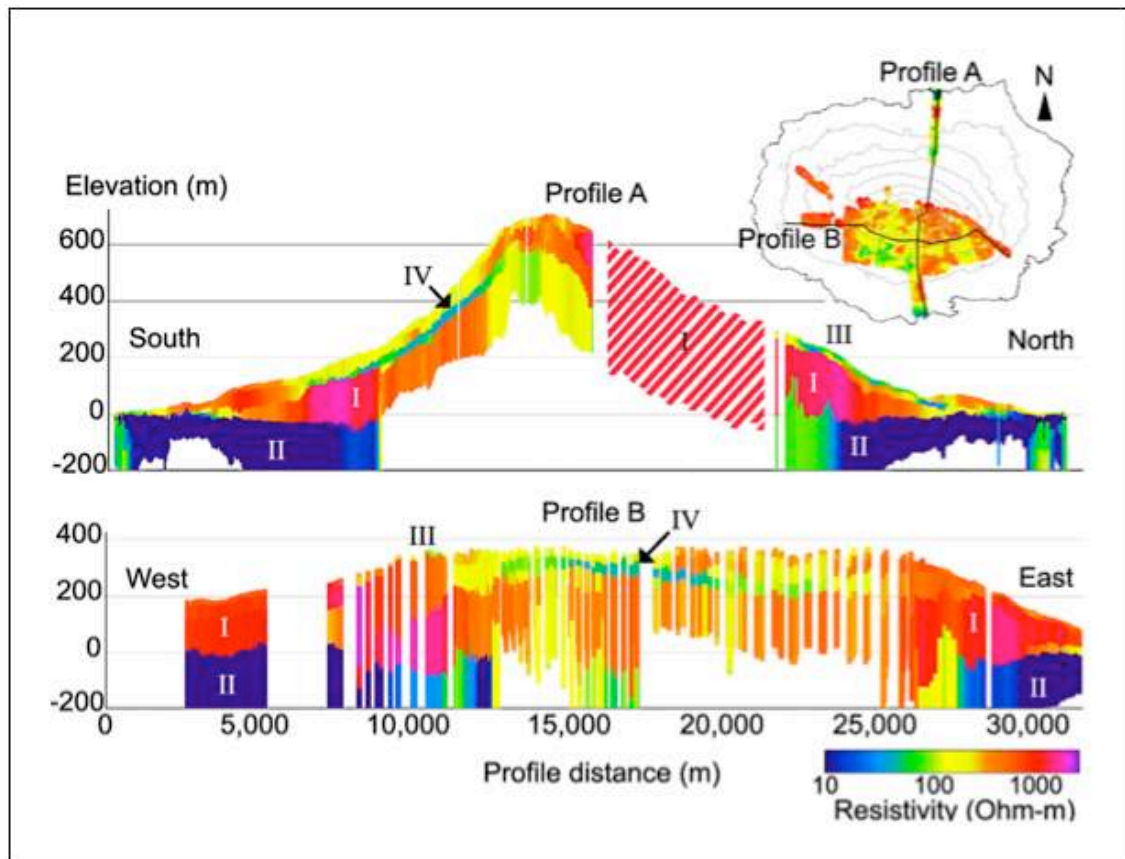 Profile A
N
Elevation (m)
Profile A
600
Profile B
IV
400
South
III
North
200
I
I
I
0
II
II
-200
Profile B
400
III
IV
West
East
200
I
I
0
II
II
-200
0 5,000 10,000 15,000 20,000 25,000 30,000
Profile distance (m)
10 100 1000
Resistivity (Ohm-m)